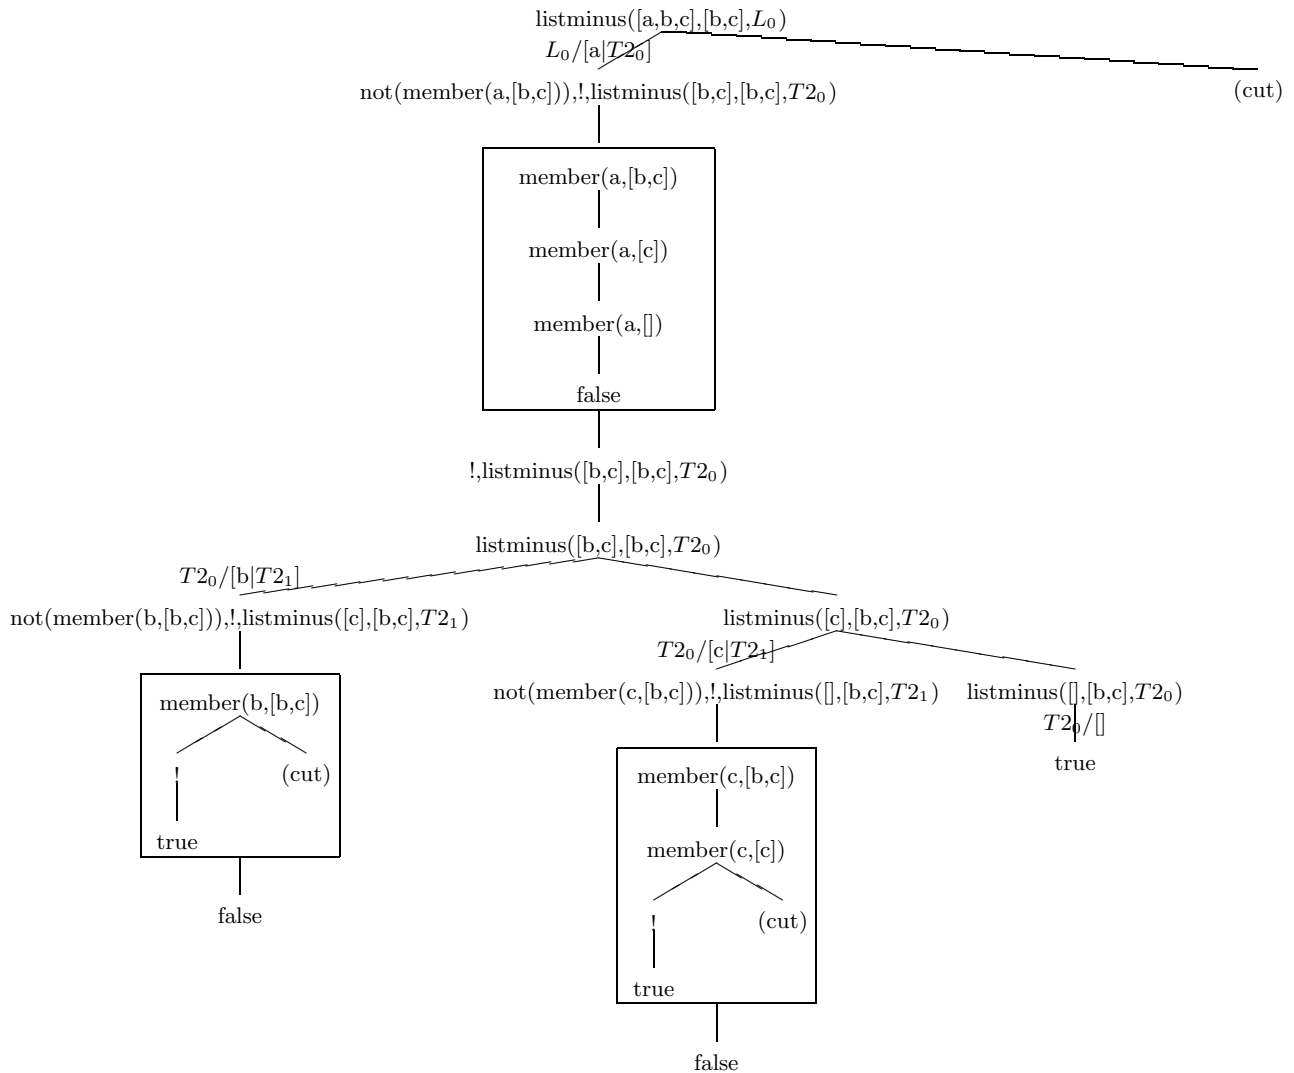 listminus([a,b,c],[b,c],L₀)
L₀/[a|T2₀]
not(member(a,[b,c])),!,listminus([b,c],[b,c],T2₀)
(cut)
member(a,[b,c])
member(a,[c])
member(a,[])
false
!,listminus([b,c],[b,c],T2₀)
listminus([b,c],[b,c],T2₀)
T2₀/[b|T2₁]
not(member(b,[b,c])),!,listminus([c],[b,c],T2₁)
listminus([c],[b,c],T2₀)
T2₀/[c|T2₁]
not(member(c,[b,c])),!,listminus([],[b,c],T2₁)
listminus([],[b,c],T2₀)
member(b,[b,c])
T2₀/[]
!
(cut)
true
member(c,[b,c])
true
member(c,[c])
false
!
(cut)
true
false